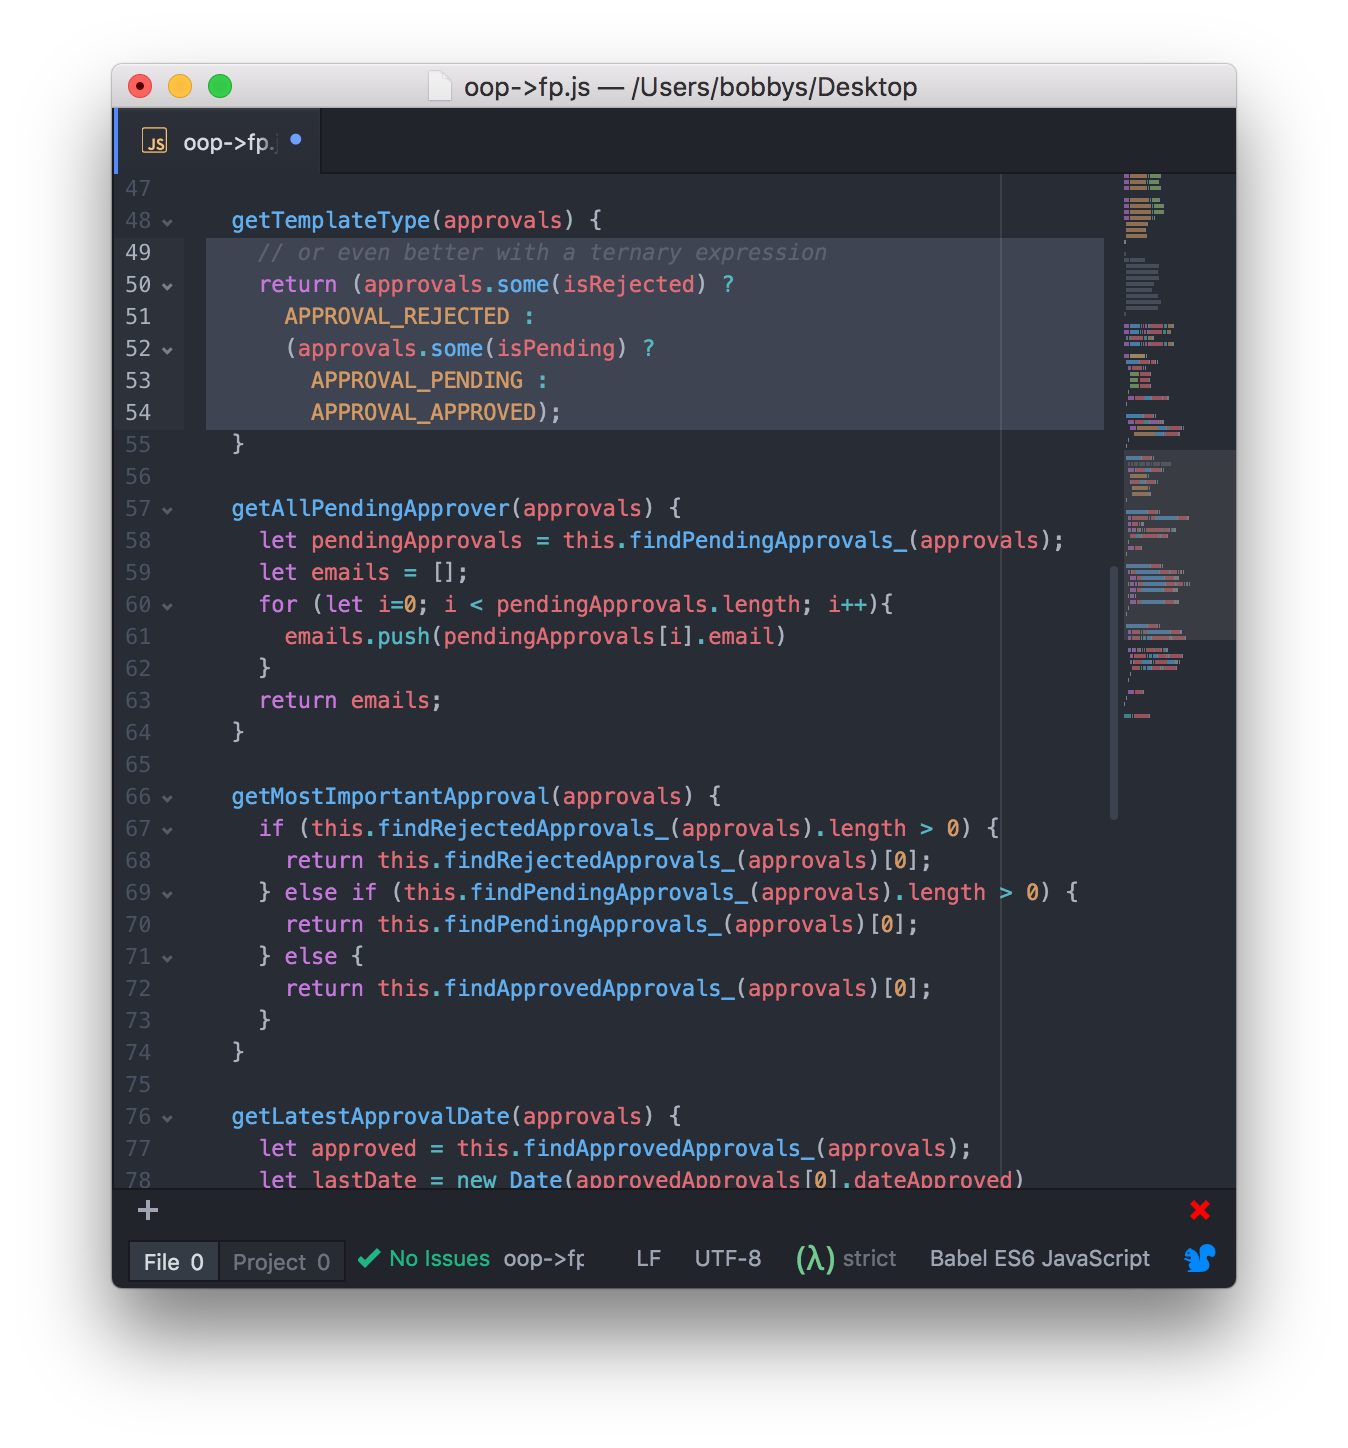 oop->fp.js — /Users/bobbys/Desktop
JS oop->fp.j
47
48 getTemplateType(approvals) {
49 // or even better with a ternary expression
50 return (approvals.some(isRejected) ?
51 APPROVAL_REJECTED :
52 (approvals.some(isPending) ?
53 APPROVAL_PENDING :
54 APPROVAL_APPROVED);
55 }
56
57 getAllPendingApprover(approvals) {
58 let pendingApprovals = this.findPendingApprovals_(approvals);
59 let emails = [];
60 for (let i=0; i < pendingApprovals.length; i++){
61 emails.push(pendingApprovals[i].email)
62 }
63 return emails;
64 }
65
66 getMostImportantApproval(approvals) {
67 if (this.findRejectedApprovals_(approvals).length > 0) {
68 return this.findRejectedApprovals_(approvals)[0];
69 } else if (this.findPendingApprovals_(approvals).length > 0) {
70 return this.findPendingApprovals_(approvals)[0];
71 } else {
72 return this.findApprovedApprovals_(approvals)[0];
73 }
74 }
75
76 getLatestApprovalDate(approvals) {
77 let approved = this.findApprovedApprovals_(approvals);
78 let lastDate = new Date(approvedApprovals[0].dateApproved)
File 0 Project 0 No Issues oop->fp LF UTF-8 (λ) strict Babel ES6 JavaScript